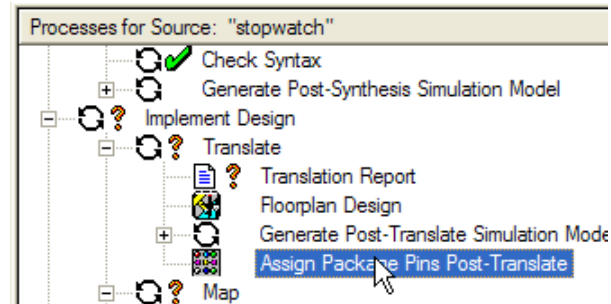 Processes for Source: "stopwatch"
Check Syntax
Generate Post-Synthesis Simulation Model
Implement Design
Translate
Translation Report
Floorplan Design
Generate Post-Translate Simulation Mode
Assign Package Pins Post-Translate
Map